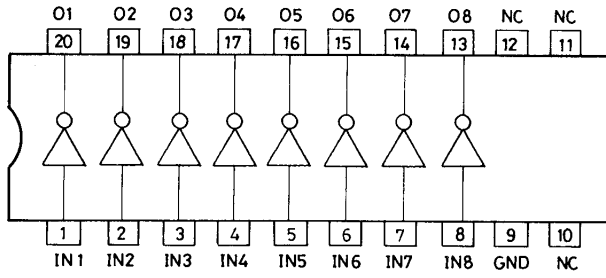 O1 O2 O3 O4 O5 O6 O7 O8 NC NC
20 19 18 17 16 15 14 13 12 11
1 2 3 4 5 6 7 8 9 10
IN1 IN2 IN3 IN4 IN5 IN6 IN7 IN8 GND NC